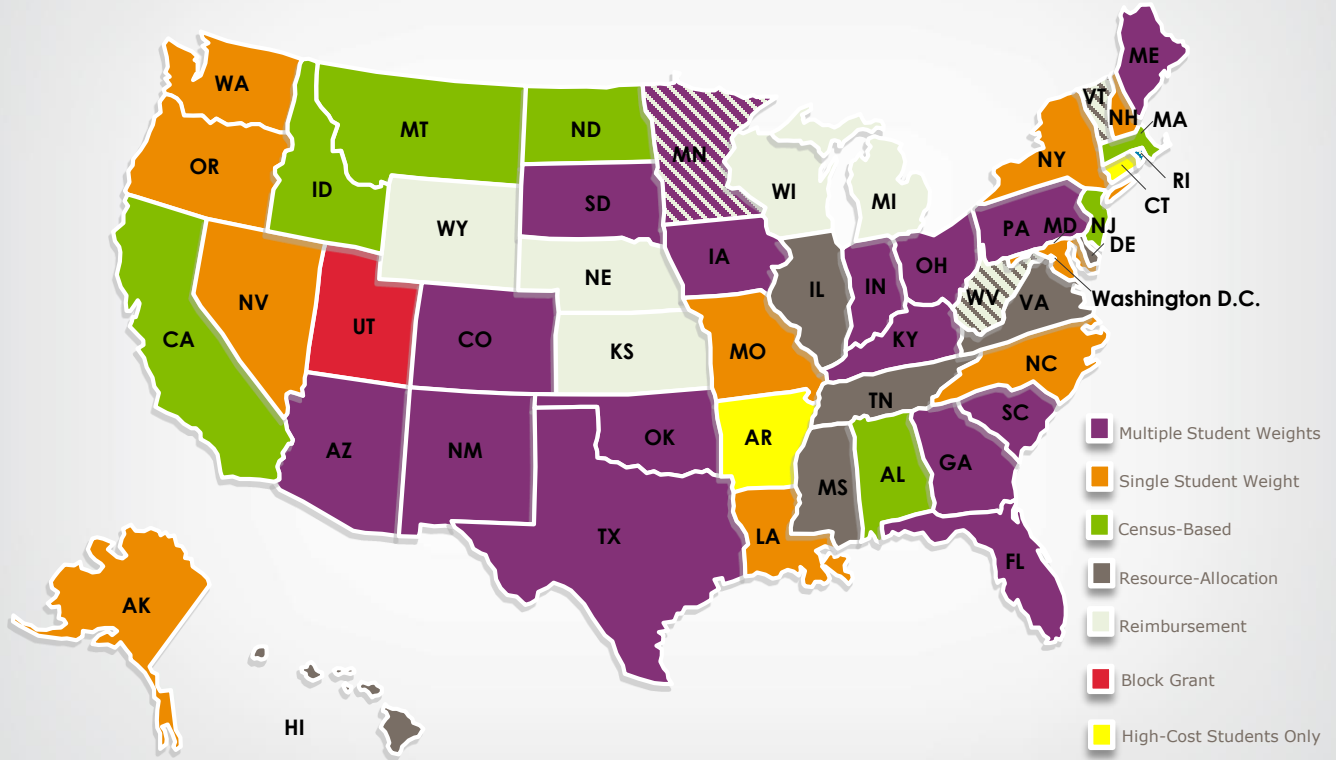 ME
WA
VT
MT
ND
NH
MA
MN
NY
OR
ID
WI
RI
MI
SD
CT
WY
PA
MD
NJ
DE
IA
OH
NE
IL
IN
WV
VA
Washington D.C.
NV
UT
CO
CA
KS
MO
KY
NC
TN
SC
OK
AR
AZ
NM
GA
AL
MS
TX
LA
FL
AK
HI
Multiple Student Weights
Single Student Weight
Census-Based
Resource-Allocation
Reimbursement
Block Grant
High-Cost Students Only